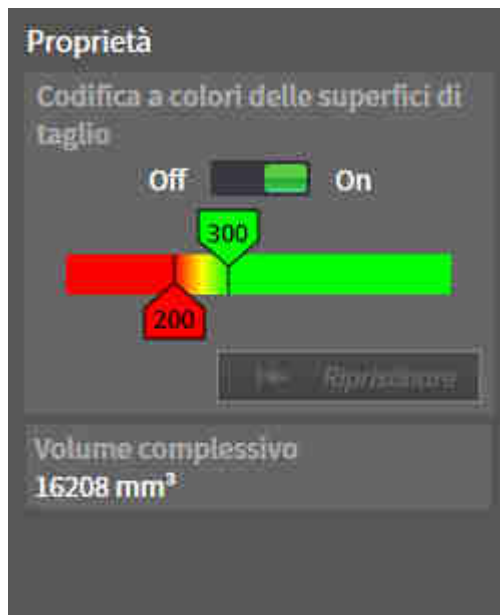 Proprietà
Codifica a colori delle superfici di
taglio
Off On
300
200
Ripristinare
Volume complessivo
16208 mm³